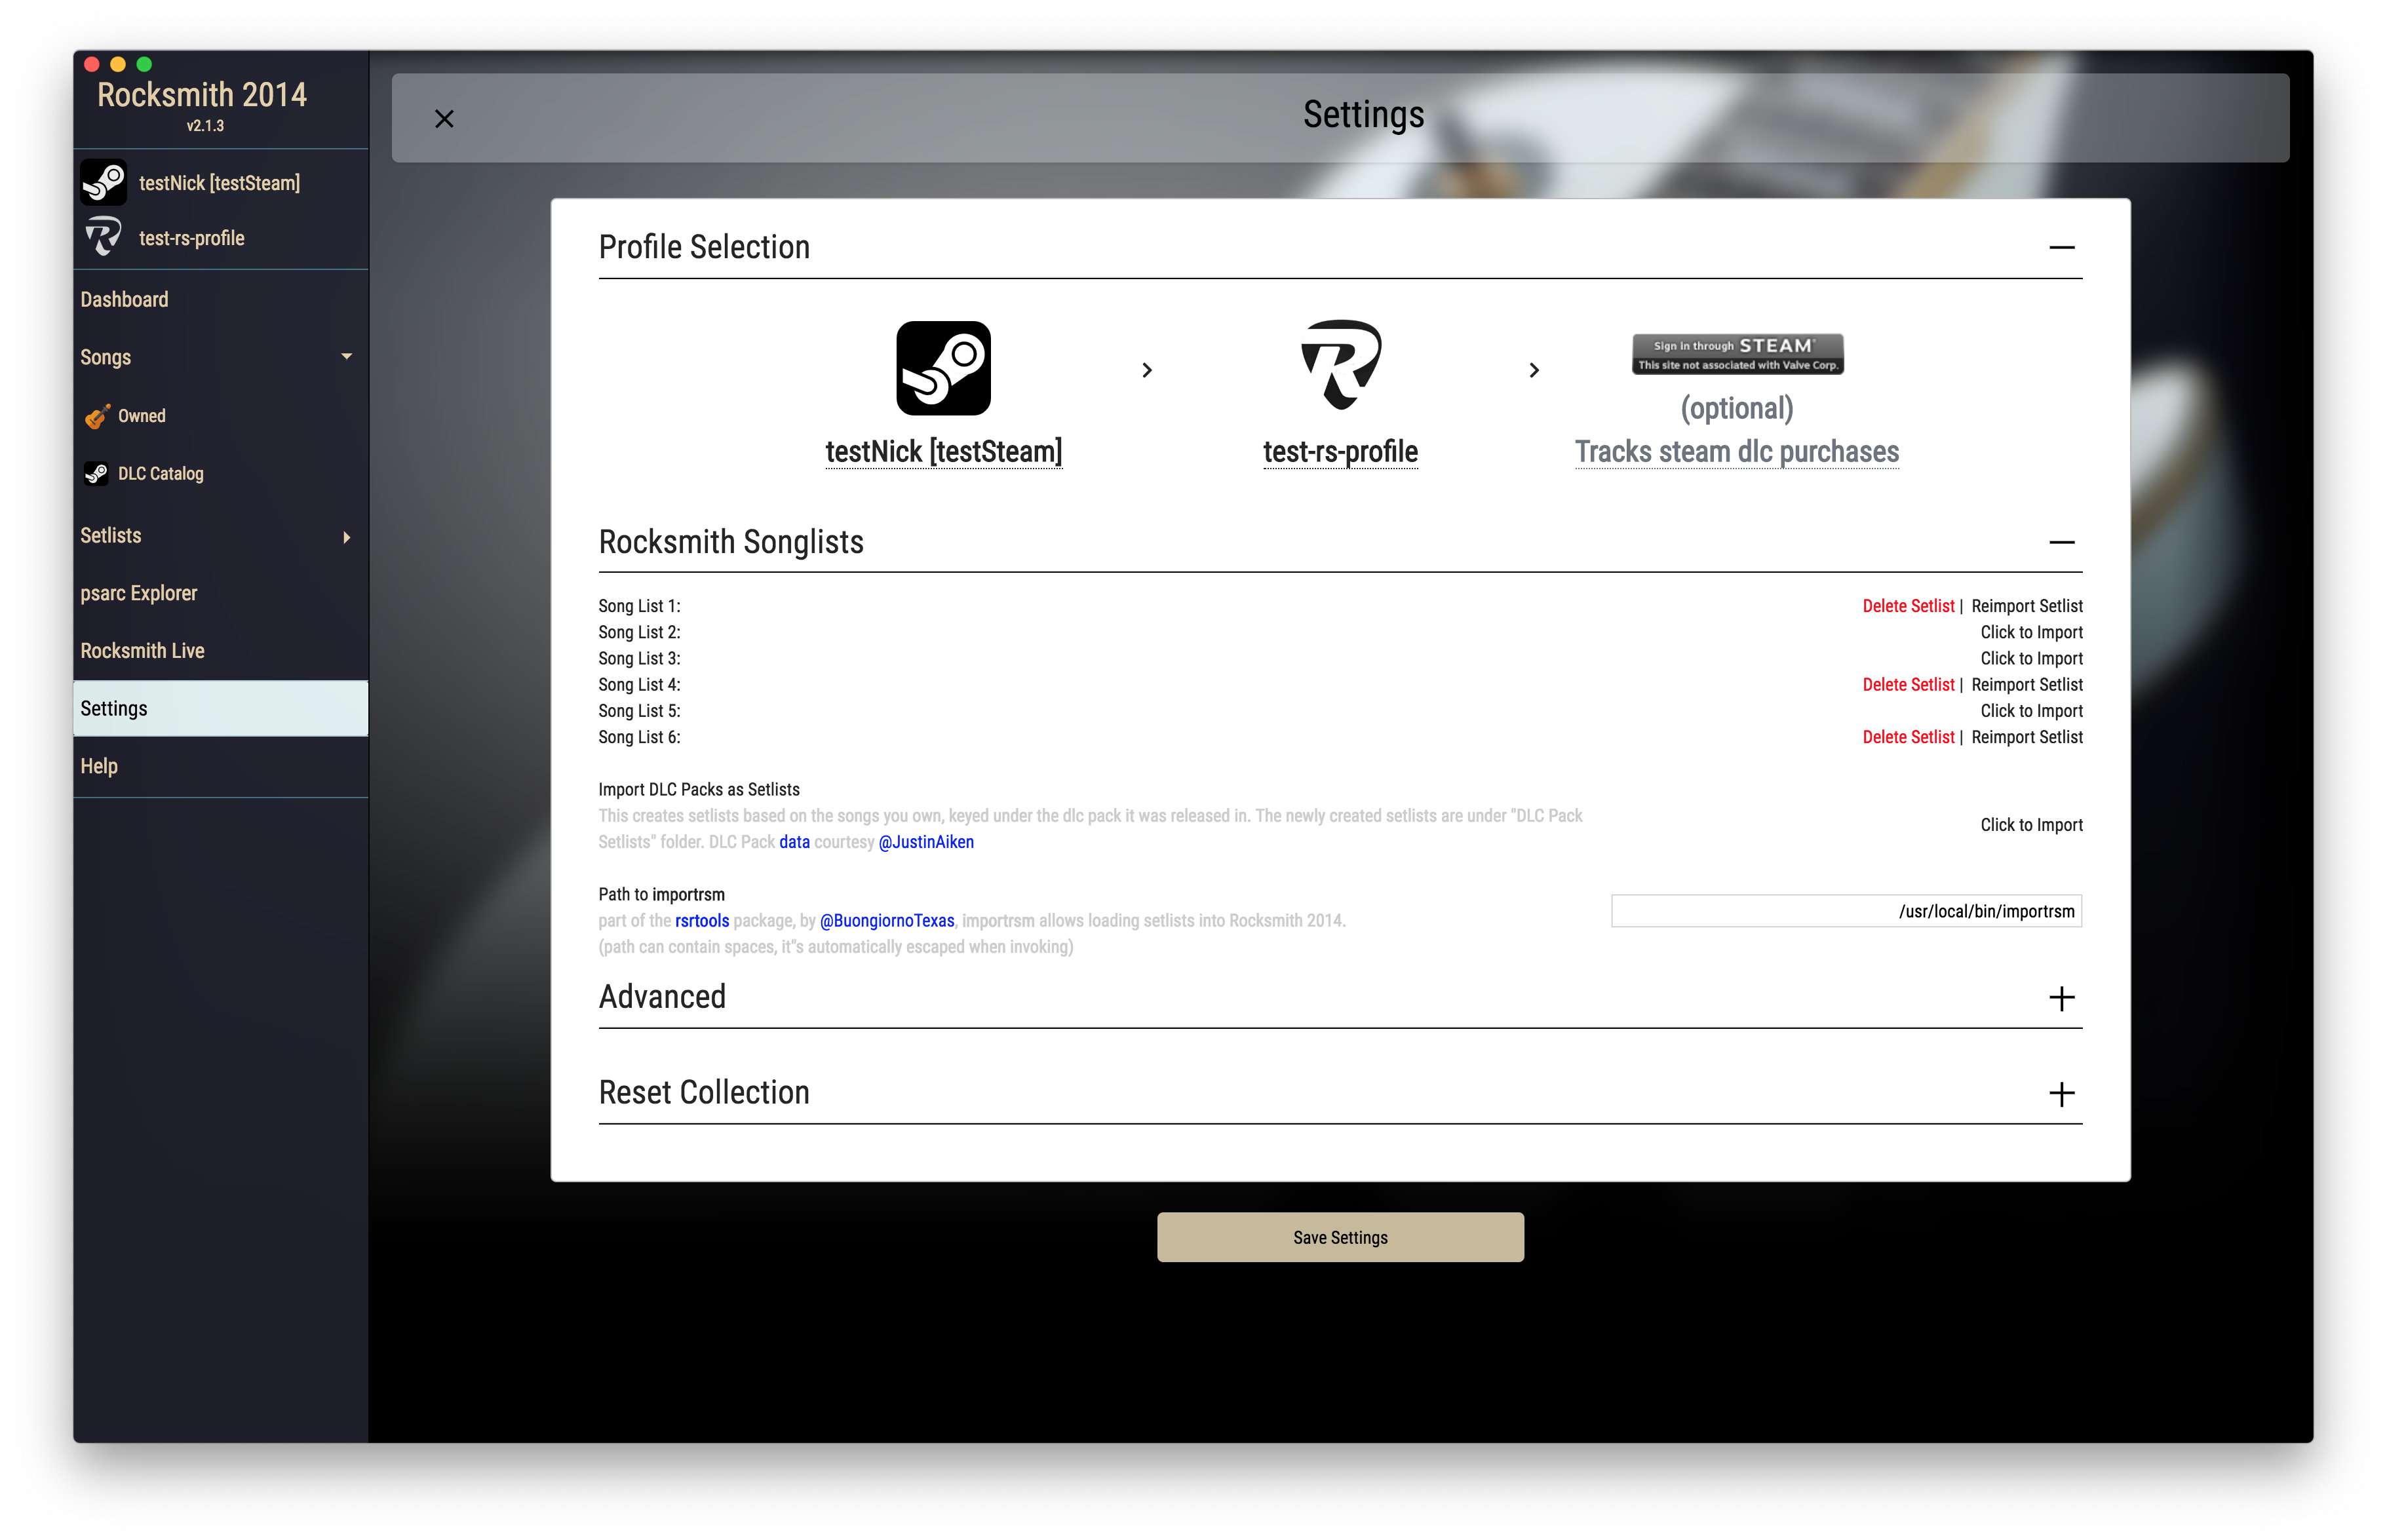 Rocksmith 2014
v2.1.3
testNick [testSteam]
test-rs-profile
Dashboard
Songs
Owned
DLC Catalog
Setlists
psarc Explorer
Rocksmith Live
Settings
Help
Settings
Profile Selection
testNick [testSteam]
test-rs-profile
Sign in through STEAM
This site not associated with Valve Corp.
(optional)
Tracks steam dlc purchases
Rocksmith Songlists
Song List 1: Delete Setlist | Reimport Setlist
Song List 2: Click to Import
Song List 3: Click to Import
Song List 4: Delete Setlist | Reimport Setlist
Song List 5: Click to Import
Song List 6: Delete Setlist | Reimport Setlist
Import DLC Packs as Setlists
This creates setlists based on the songs you own, keyed under the dlc pack it was released in. The newly created setlists are under "DLC Pack
Setlists" folder. DLC Pack data courtesy @JustinAiken
Click to Import
Path to importrsm
part of the rsrtools package, by @BuongiornoTexas, importrsm allows loading setlists into Rocksmith 2014.
(path can contain spaces, it"s automatically escaped when invoking)
/usr/local/bin/importrsm
Advanced
Reset Collection
Save Settings